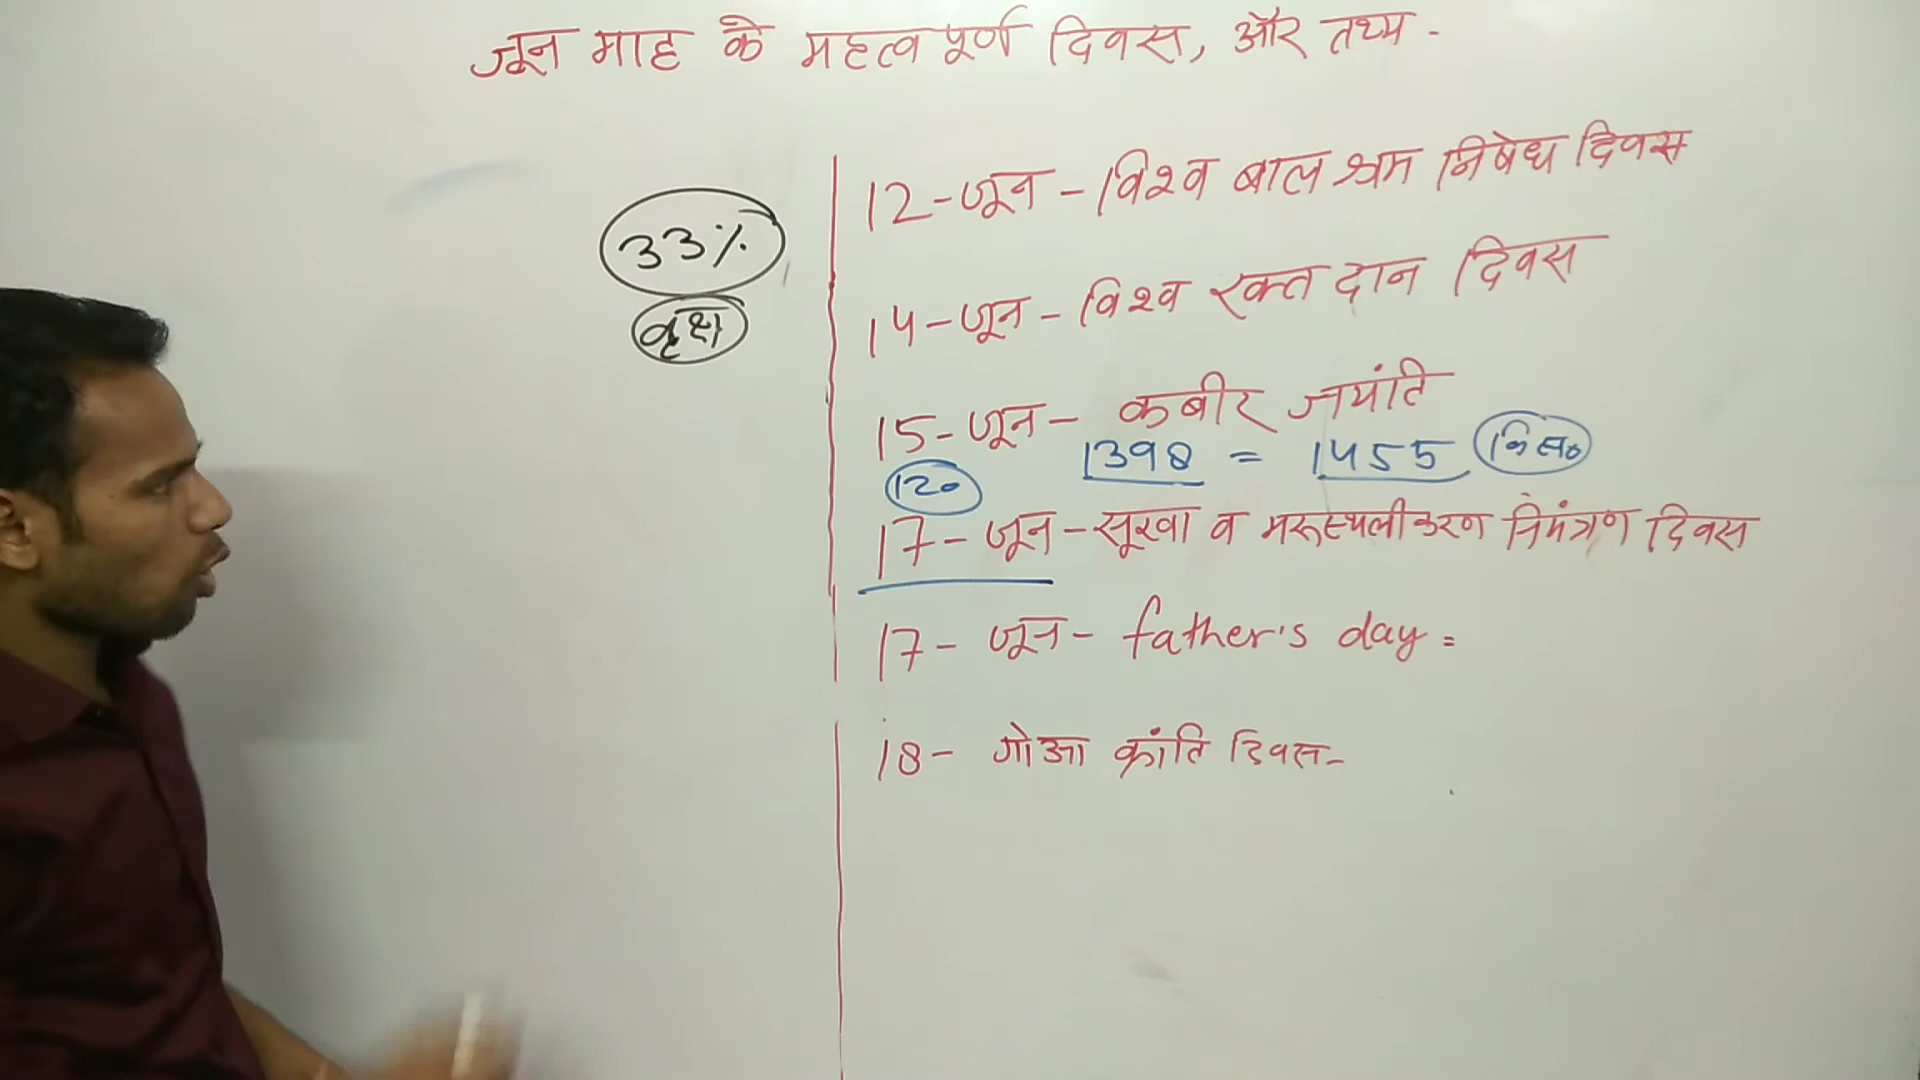 जून माह के महत्वपूर्ण दिवस, और तथ्य -
33%
वृक्ष
12-जून - विश्व बाल श्रम निषेध दिवस
14-जून - विश्व रक्त दान दिवस
15-जून - कबीर जयंति
120 1398 = 1455
17-जून - सूखा व मरुस्थलीकरण दिवस
17- जून - father's day =
18- गोआ क्रांति दिवस-